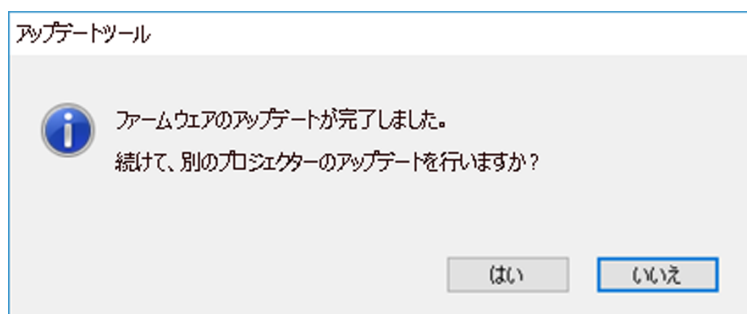 アップデートツール
ファームウェアのアップデートが完了しました。
続けて、別のプロジェクターのアップデートを行いますか?
はい
いいえ